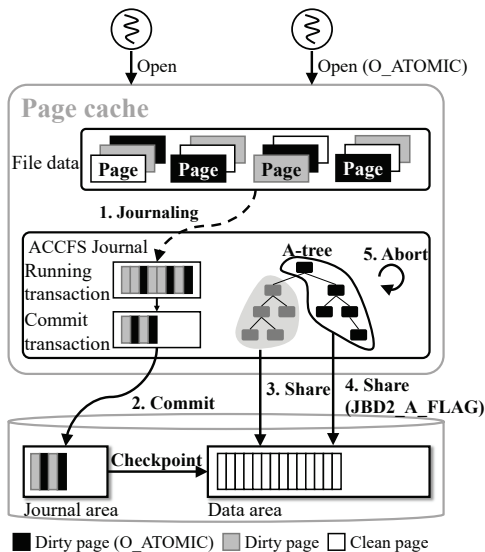 Open
Open (O_ATOMIC)
Page cache
File data
Page
Page
Page
Page
1. Journaling
ACCFS Journal
Running
transaction
Commit
transaction
A-tree
5. Abort
2. Commit
3. Share
4. Share
(JBD2_A_FLAG)
Checkpoint
Journal area
Data area
Dirty page (O_ATOMIC)
Dirty page
Clean page